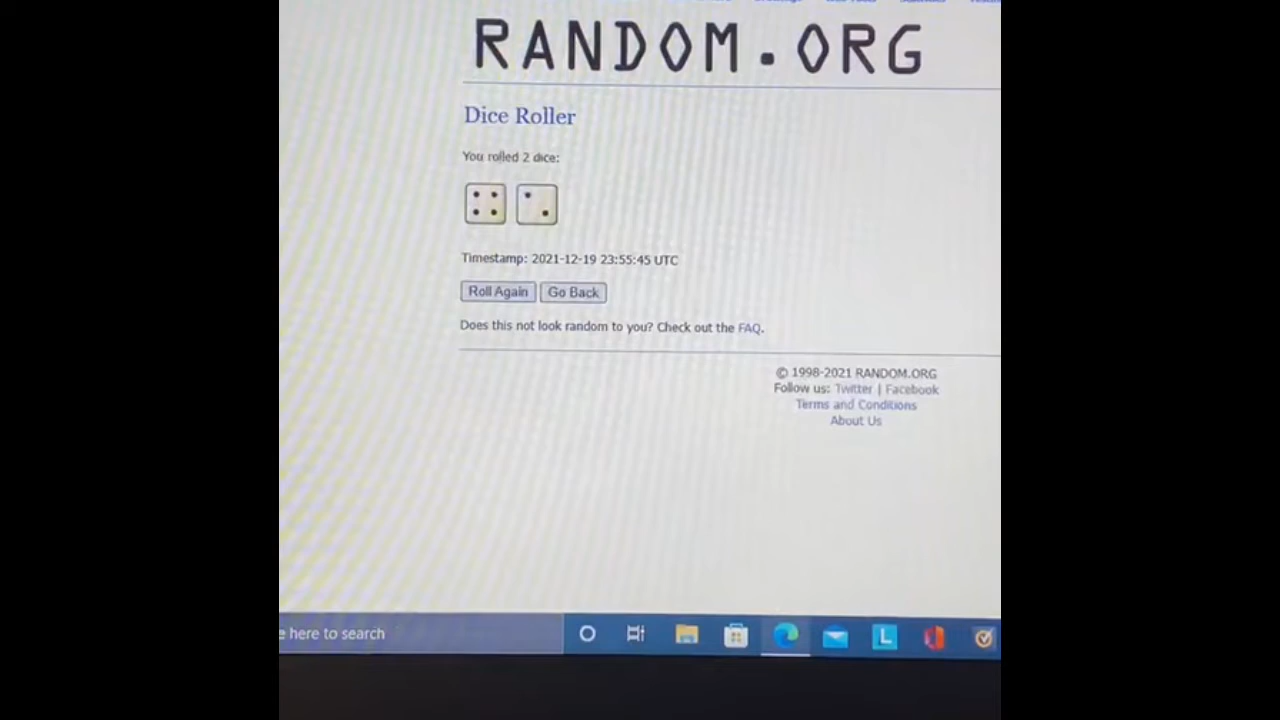 RANDOM.ORG
Dice Roller
You rolled 2 dice:
Timestamp: 2021-12-19 23:55:45 UTC
Roll Again Go Back
Does this not look random to you? Check out the FAQ.
© 1998-2021 RANDOM.ORG
Follow us: Twitter | Facebook
Terms and Conditions
About Us
here to search
L